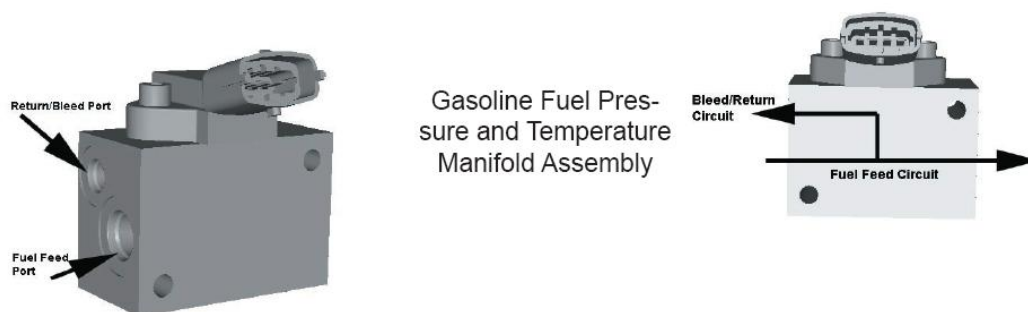 Return/Bleed Port
Fuel Feed
Port
Gasoline Fuel Pres-
sure and Temperature
Manifold Assembly
Bleed/Return
Circuit
Fuel Feed Circuit